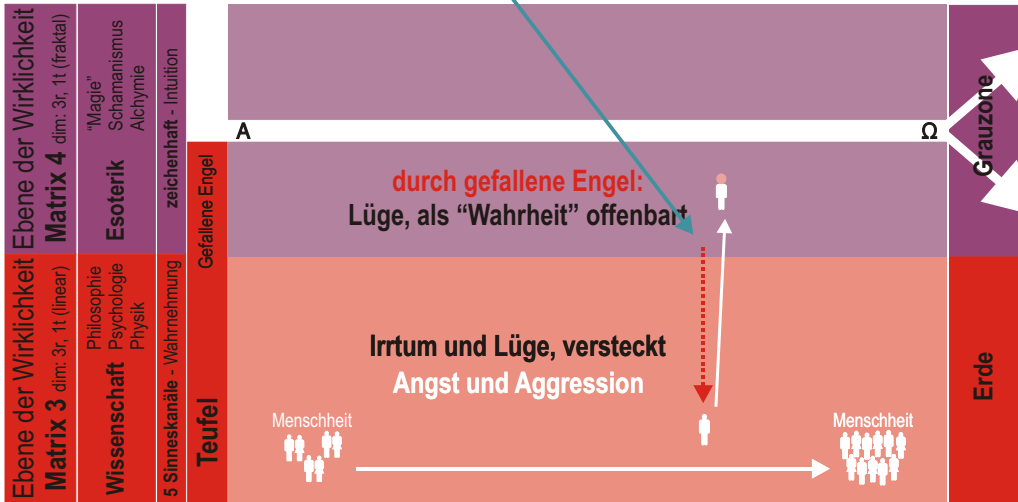 Ebene der Wirklichkeit
Matrix 4 dim: 3r, 1t (fraktal)
“Magie”
Schamanismus
Alchymie
Esoterik
zeichenhaft - Intuition
Gefallene Engel
A
Ω
Grauzone
durch gefallene Engel:
Lüge, als “Wahrheit” offenbart
Ebene der Wirklichkeit
Matrix 3 dim: 3r, 1t (linear)
Philosophie
Psychologie
Physik
Wissenschaft
5 Sinneskanäle - Wahrnehmung
Teufel
Irrtum und Lüge, versteckt
Angst und Aggression
Menschheit
Menschheit
Erde